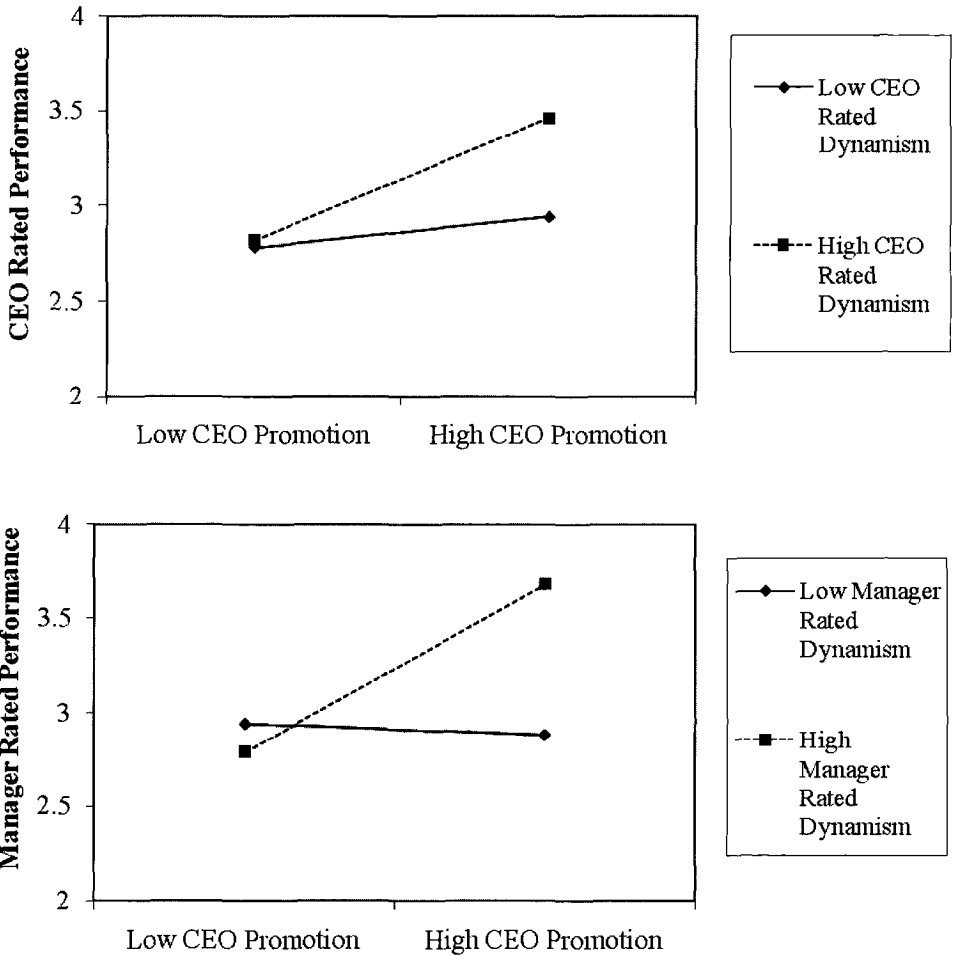 4
3.5
3
2.5
2
CEO Rated Performance
Low CEO Promotion
High CEO Promotion
Low CEO
Rated
Dynamism
High CEO
Rated
Dynamism
4
3.5
3
2.5
2
Manager Rated Performance
Low CEO Promotion
High CEO Promotion
Low Manager
Rated
Dynamism
High
Manager
Rated
Dynamism